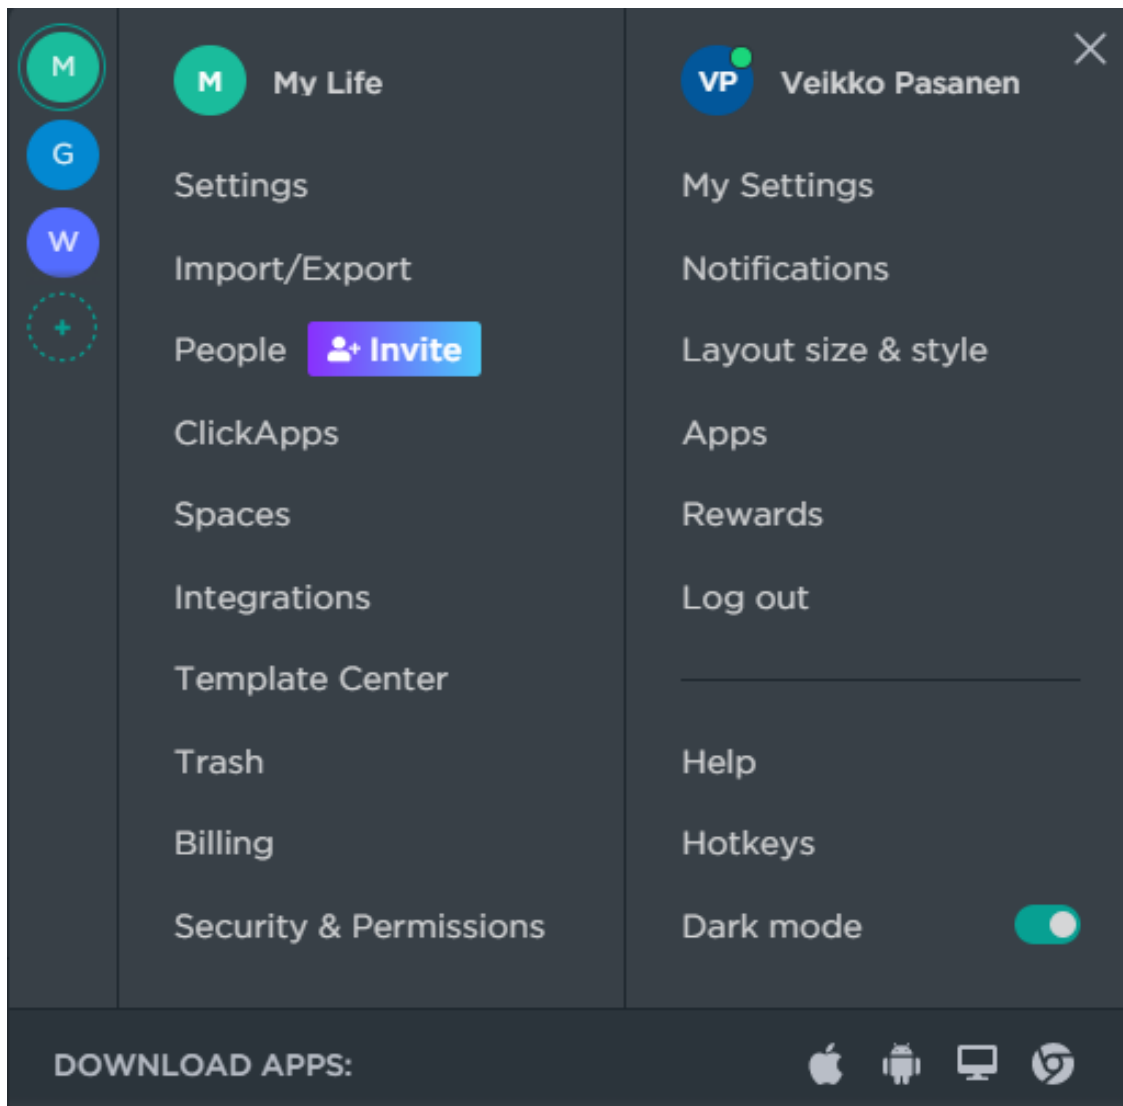 M
G
W
+
M My Life
Settings
Import/Export
People Invite
ClickApps
Spaces
Integrations
Template Center
Trash
Billing
Security & Permissions
VP Veikko Pasanen
My Settings
Notifications
Layout size & style
Apps
Rewards
Log out
Help
Hotkeys
Dark mode
DOWNLOAD APPS: